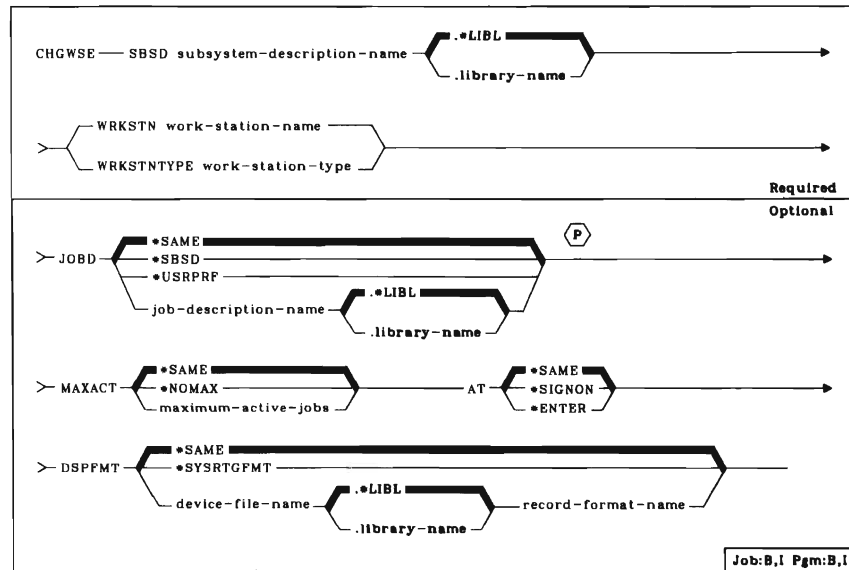 .*LIBL
CHGWSE SBSD subsystem-description-name
.library-name
WRKSTN work-station-name
> WRKSTNTYPE work-station-type
Required
Optional
*SAME
P
> JOBD *SBSD
*USRPRF
.*LIBL
job-description-name
.library-name
*SAME *SAME
> MAXACT *NOMAX AT *SIGNON
maximum-active-jobs *ENTER
*SAME
> DSPFMT *SYSRTGFMT
.*LIBL
device-file-name record-format-name
.library-name
Job:B,I Pgm:B,I